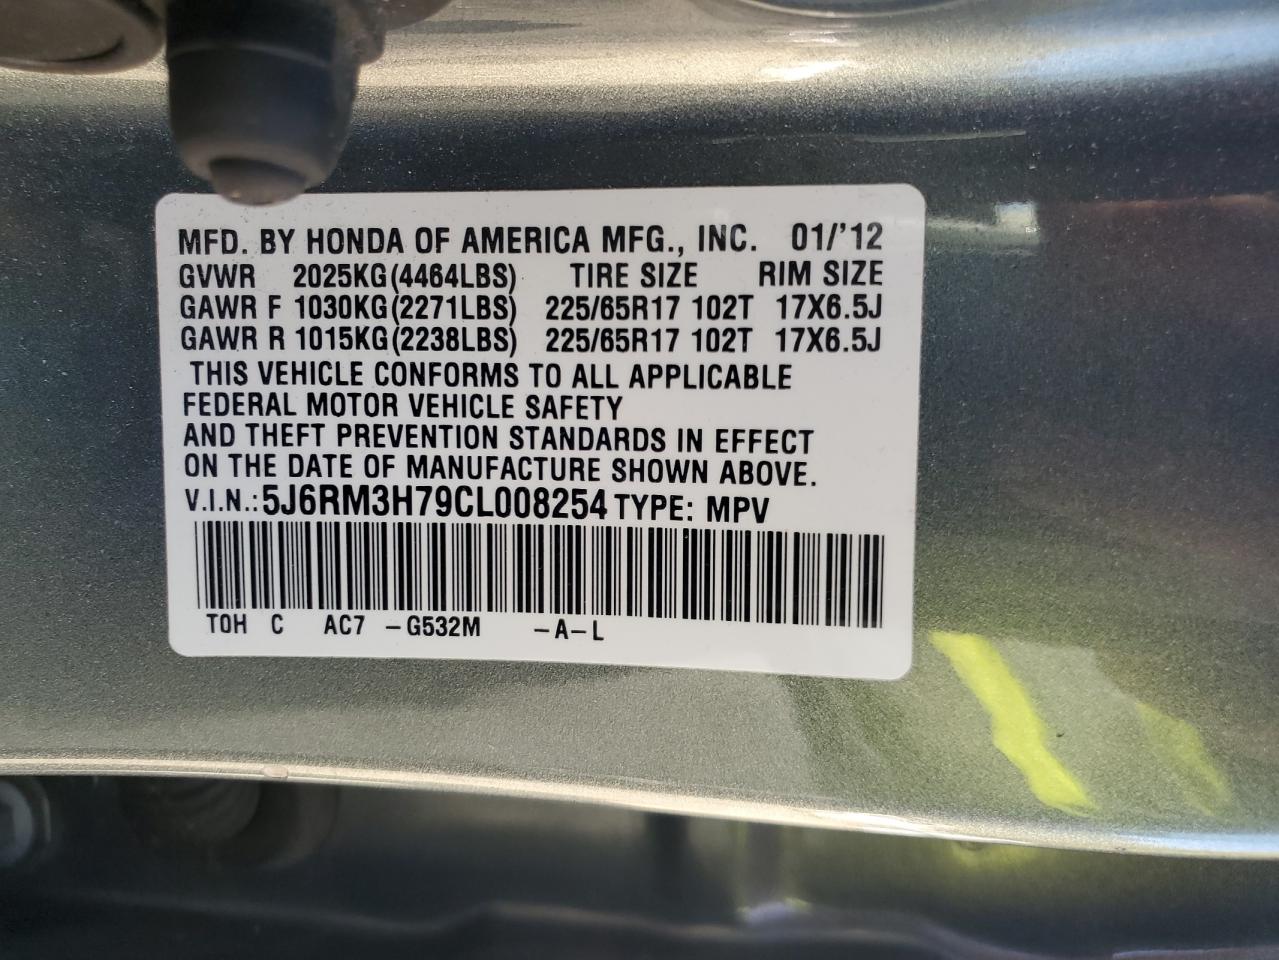 MFD. BY HONDA OF AMERICA MFG., INC. 01/'12
GVWR 2025KG(4464LBS) TIRE SIZE RIM SIZE
GAWR F 1030KG(2271LBS) 225/65R17 102T 17X6.5J
GAWR R 1015KG(2238LBS) 225/65R17 102T 17X6.5J
THIS VEHICLE CONFORMS TO ALL APPLICABLE
FEDERAL MOTOR VEHICLE SAFETY
AND THEFT PREVENTION STANDARDS IN EFFECT
ON THE DATE OF MANUFACTURE SHOWN ABOVE.
V.I.N.: 5J6RM3H79CL008254 TYPE: MPV
TOH C AC7 -G532M -A-L